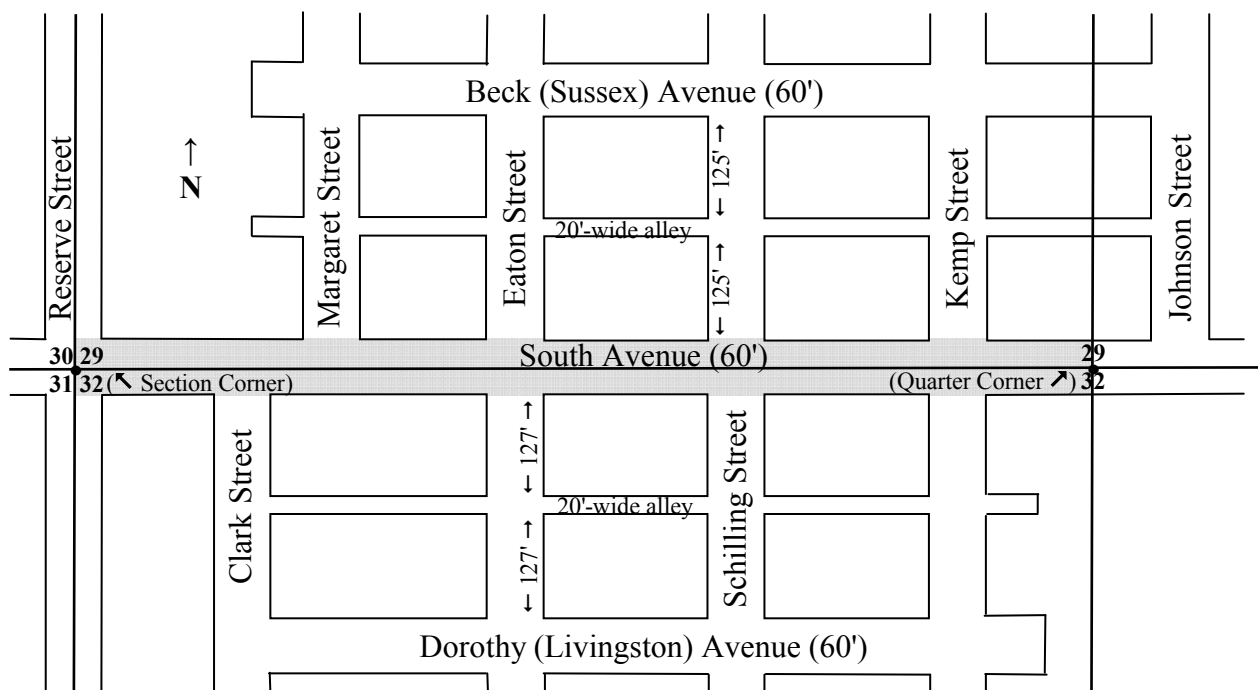 Beck (Sussex) Avenue (60')
↑
N
Reserve Street
Margaret Street
Eaton Street
← 125' →
20'-wide alley
← 125' →
Kemp Street
Johnson Street
30 29
South Avenue (60')
29
31 32 (↖ Section Corner)
(Quarter Corner ↗) 32
Clark Street
← 127' →
20'-wide alley
← 127' →
Schilling Street
Dorothy (Livingston) Avenue (60')